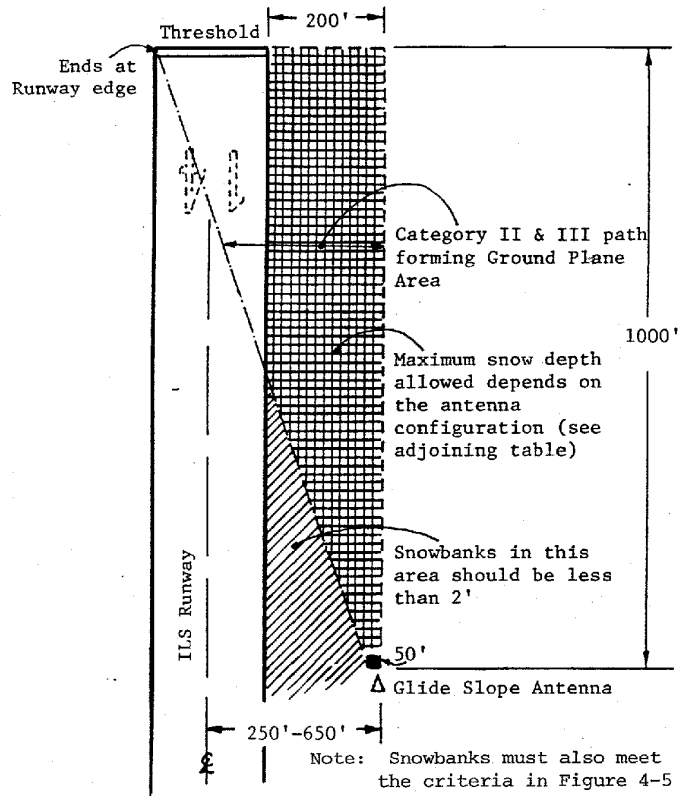 200'
Threshold
Ends at
Runway edge
Category II & III path
forming Ground Plane
Area
1000'
Maximum snow depth
allowed depends on
the antenna
configuration (see
adjoining table)
Snowbanks in this
area should be less
than 2'
ILS Runway
50'
Glide Slope Antenna
250'-650'
℄
Note: Snowbanks must also meet
the criteria in Figure 4-5